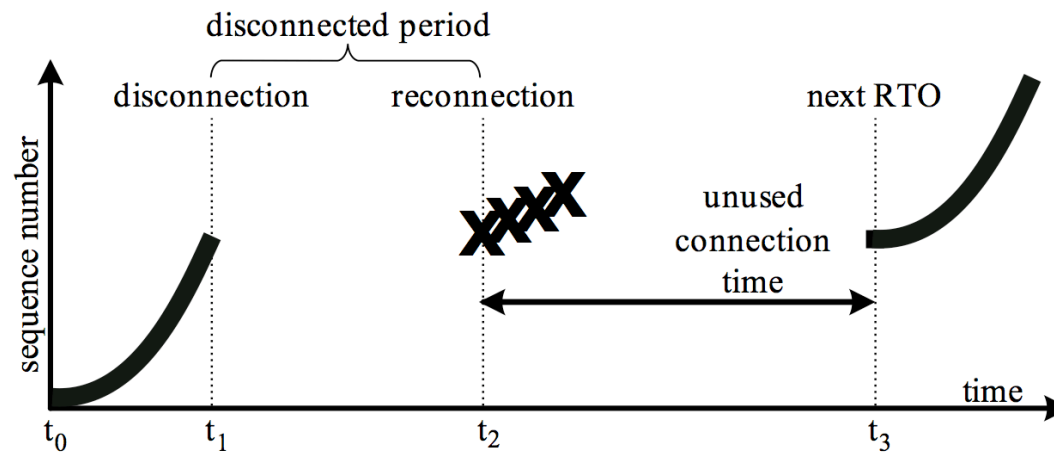 disconnected period
disconnection
reconnection
next RTO
sequence number
X X X X
unused
connection
time
time
t₀
t₁
t₂
t₃